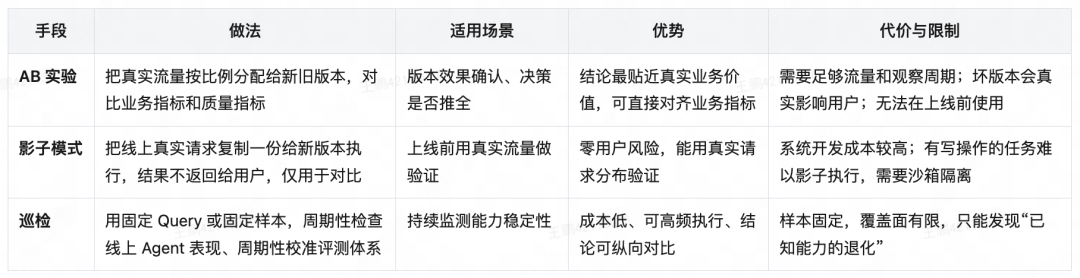 手段 做法 适用场景 优势 代价与限制
AB 实验 把真实流量按比例分配给新旧版本，对 版本效果确认、决策 结论最贴近真实业务价 需要足够流量和观察周期；坏版本会真
比业务指标和质量指标 是否推全 值，可直接对齐业务指标 实影响用户；无法在上线前使用
影子模式 把线上真实请求复制一份给新版本执 上线前用真实流量做 零用户风险，能用真实请 系统开发成本较高；有写操作的任务难
行，结果不返回给用户，仅用于对比 验证 求分布验证 以影子执行，需要沙箱隔离
巡检 用固定 Query 或固定样本，周期性检查 持续监测能力稳定性 成本低、可高频执行、结 样本固定，覆盖面有限，只能发现“已
线上 Agent 表现、周期性校准评测体系 论可纵向对比 知能力的退化”